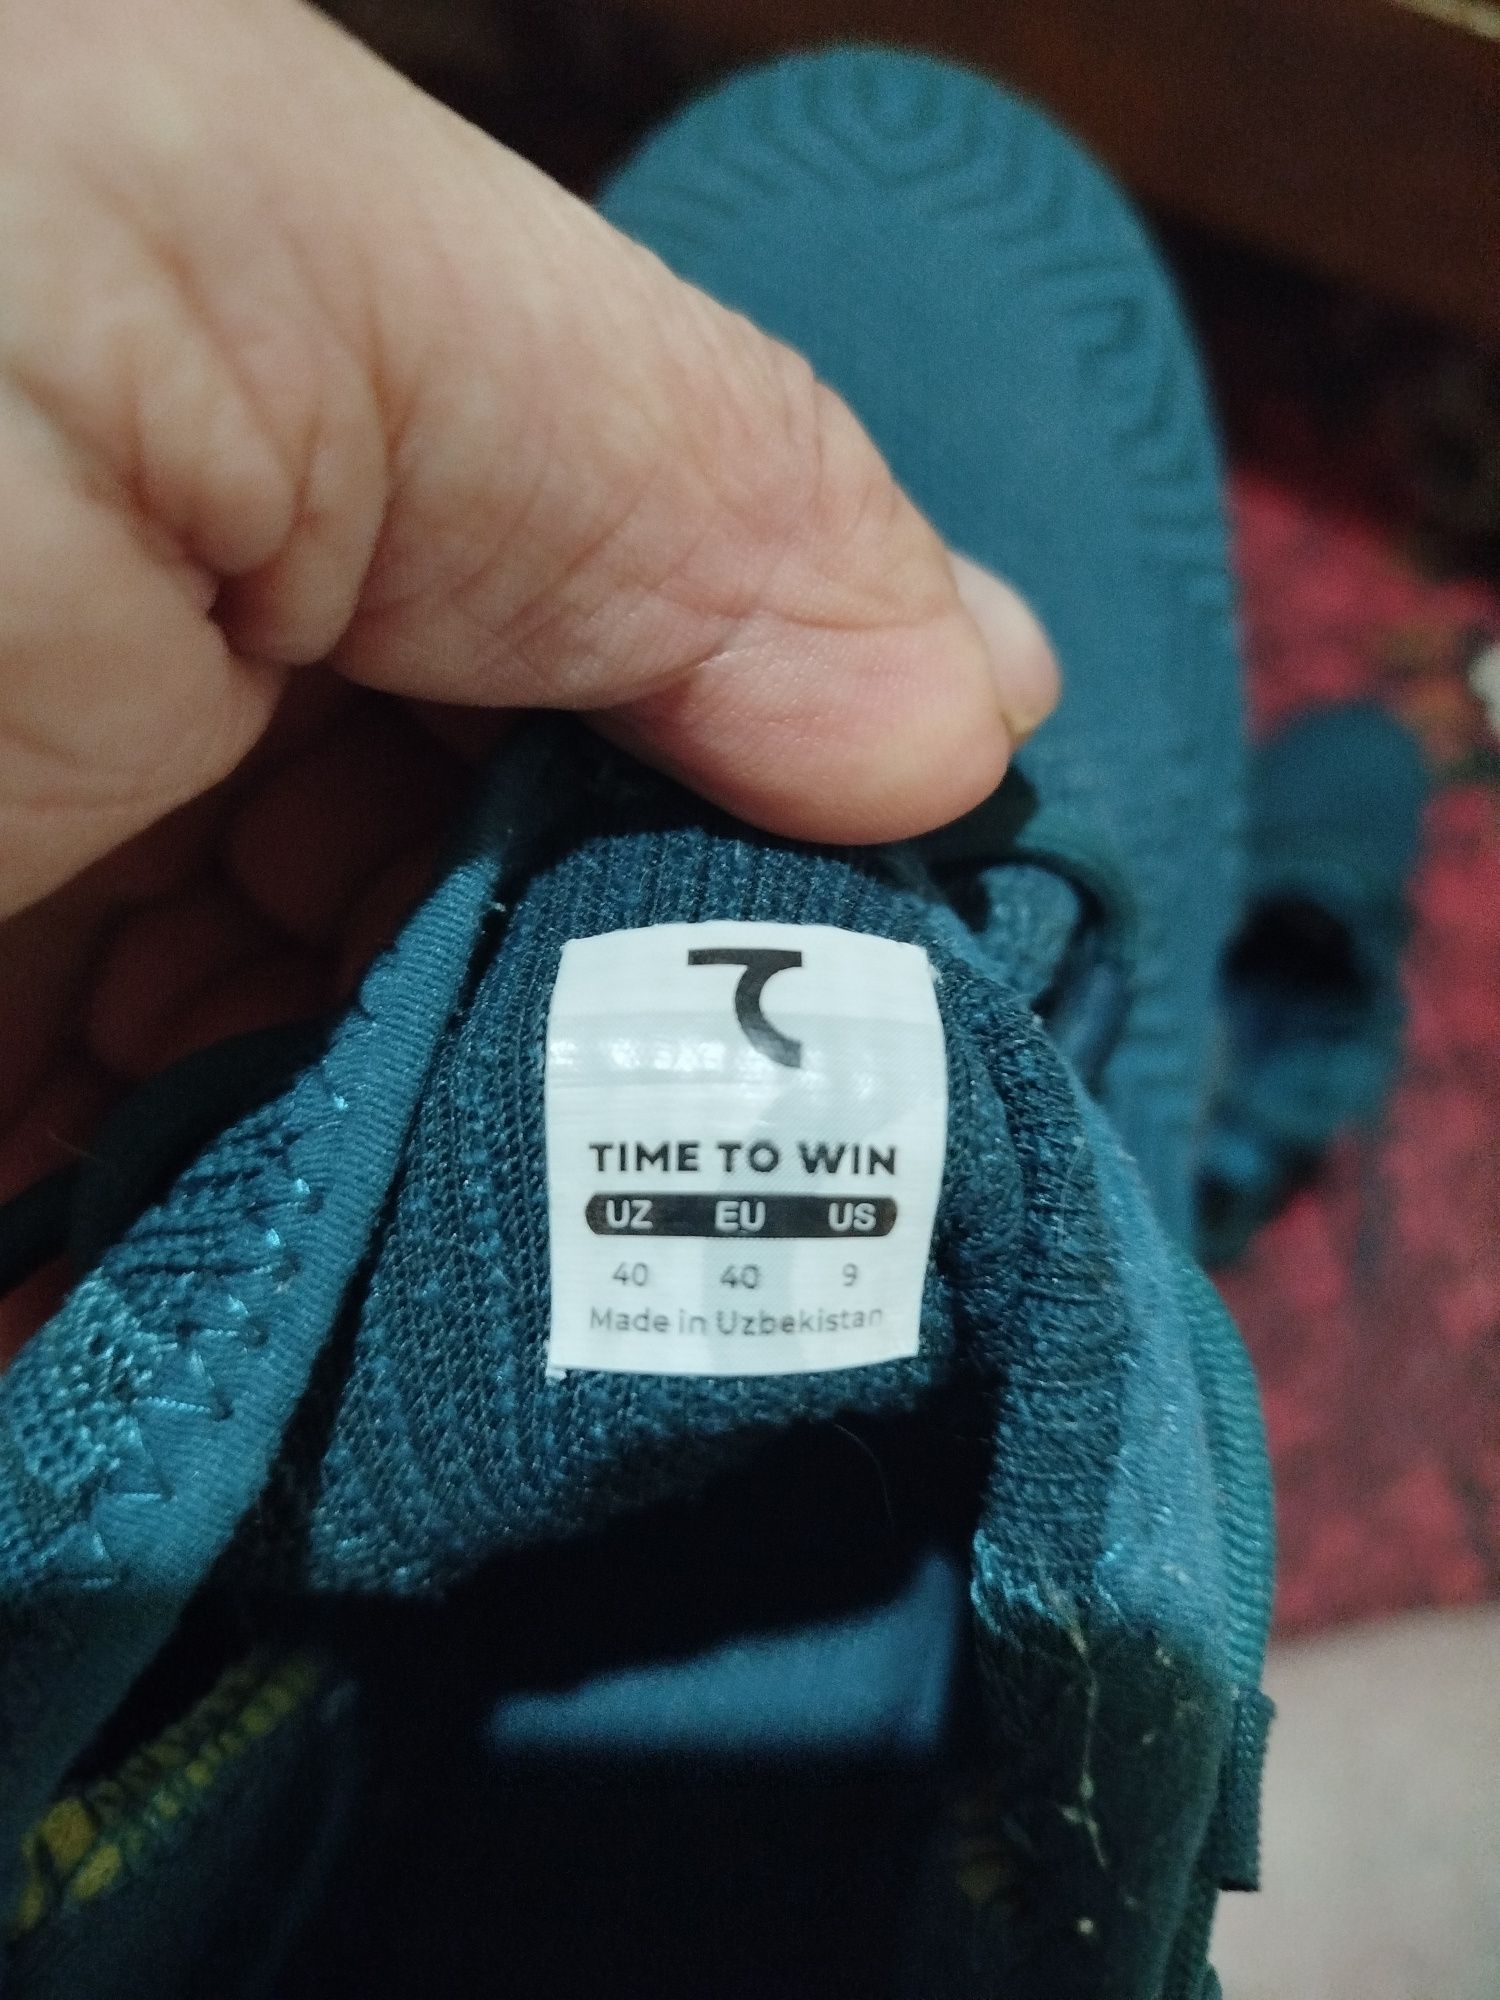 TIME TO WIN
UZ EU US
40 40 9
Made in Uzbekistan